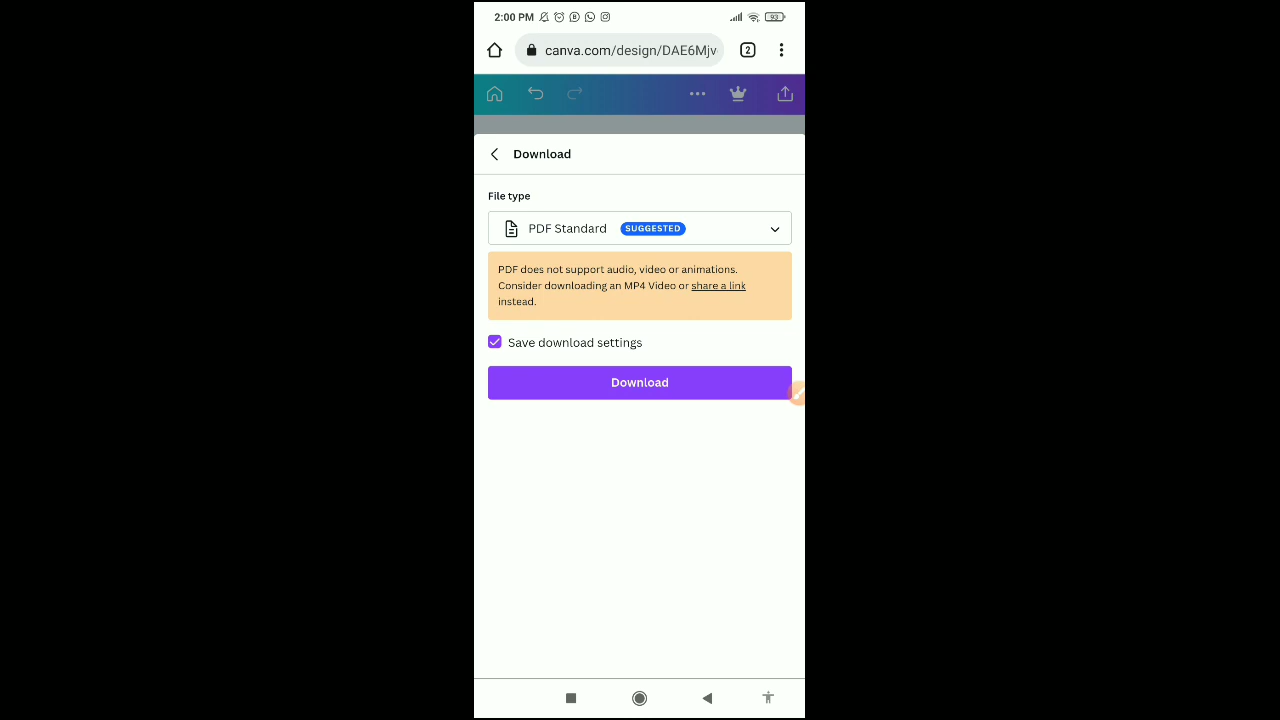 2:00 PM
93
canva.com/design/DAE6Mjv
2
Download
File type
PDF Standard SUGGESTED
PDF does not support audio, video or animations.
Consider downloading an MP4 Video or share a link
instead.
Save download settings
Download